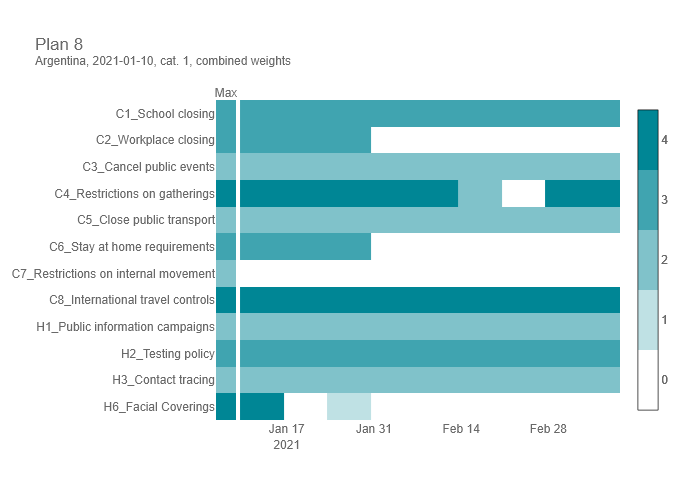 Plan 8
Argentina, 2021-01-10, cat. 1, combined weights
Max
C1_School closing
C2_Workplace closing
C3_Cancel public events
C4_Restrictions on gatherings
C5_Close public transport
C6_Stay at home requirements
C7_Restrictions on internal movement
C8_International travel controls
H1_Public information campaigns
H2_Testing policy
H3_Contact tracing
H6_Facial Coverings
Jan 17 Jan 31 Feb 14 Feb 28
2021
4
3
2
1
0